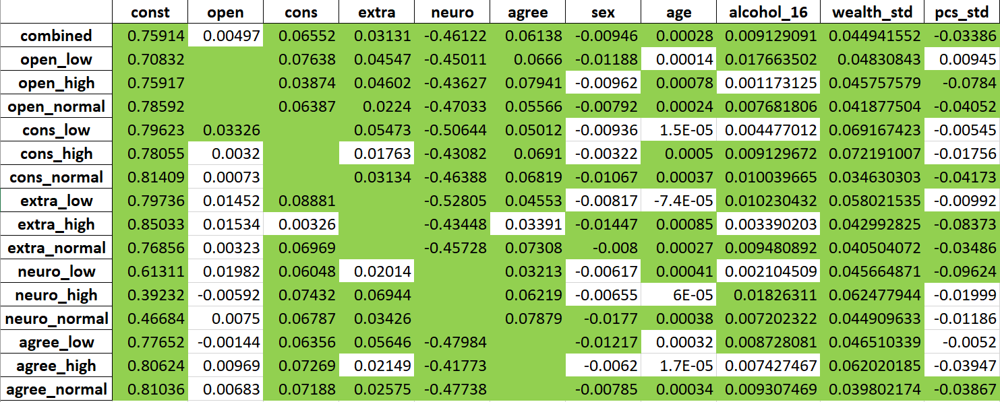 const open cons extra neuro agree sex age alcohol_16 wealth_std pcs_std
combined 0.75914 0.00497 0.06552 0.03131 -0.46122 0.06138 -0.00946 0.00028 0.009129091 0.044941552 -0.03386
open_low 0.70832 0.07638 0.04547 -0.45011 0.0666 -0.01188 0.00014 0.017663502 0.04830843 0.00945
open_high 0.75917 0.03874 0.04602 -0.43627 0.07941 -0.00962 0.00078 0.001173125 0.045757579 -0.0784
open_normal 0.78592 0.06387 0.0224 -0.47033 0.05566 -0.00792 0.00024 0.007681806 0.041877504 -0.04052
cons_low 0.79623 0.03326 0.05473 -0.50644 0.05012 -0.00936 1.5E-05 0.004477012 0.069167423 -0.00545
cons_high 0.78055 0.0032 0.01763 -0.43082 0.0691 -0.00322 0.0005 0.009129672 0.072191007 -0.01756
cons_normal 0.81409 0.00073 0.03134 -0.46388 0.06819 -0.01067 0.00037 0.010039665 0.034630303 -0.04173
extra_low 0.79736 0.01452 0.08881 -0.52805 0.04553 -0.00817 -7.4E-05 0.010230432 0.058021535 -0.00992
extra_high 0.85033 0.01534 0.00326 -0.43448 0.03391 -0.01447 0.00085 0.003390203 0.042992825 -0.08373
extra_normal 0.76856 0.00323 0.06969 -0.45728 0.07308 -0.008 0.00027 0.009480892 0.040504072 -0.03486
neuro_low 0.61311 0.01982 0.06048 0.02014 0.03213 -0.00617 0.00041 0.002104509 0.045664871 -0.09624
neuro_high 0.39232 -0.00592 0.07432 0.06944 0.06219 -0.00655 6E-05 0.01826311 0.062477944 -0.01999
neuro_normal 0.46684 0.0075 0.06787 0.03426 0.07879 -0.0177 0.00038 0.007202322 0.044909633 -0.01186
agree_low 0.77652 -0.00144 0.06356 0.05646 -0.47984 -0.01217 0.00032 0.008728081 0.046510339 -0.0052
agree_high 0.80624 0.00969 0.07269 0.02149 -0.41773 -0.0062 1.7E-05 0.007427467 0.062020185 -0.03947
agree_normal 0.81036 0.00683 0.07188 0.02575 -0.47738 -0.00785 0.00034 0.009307469 0.039802174 -0.03867